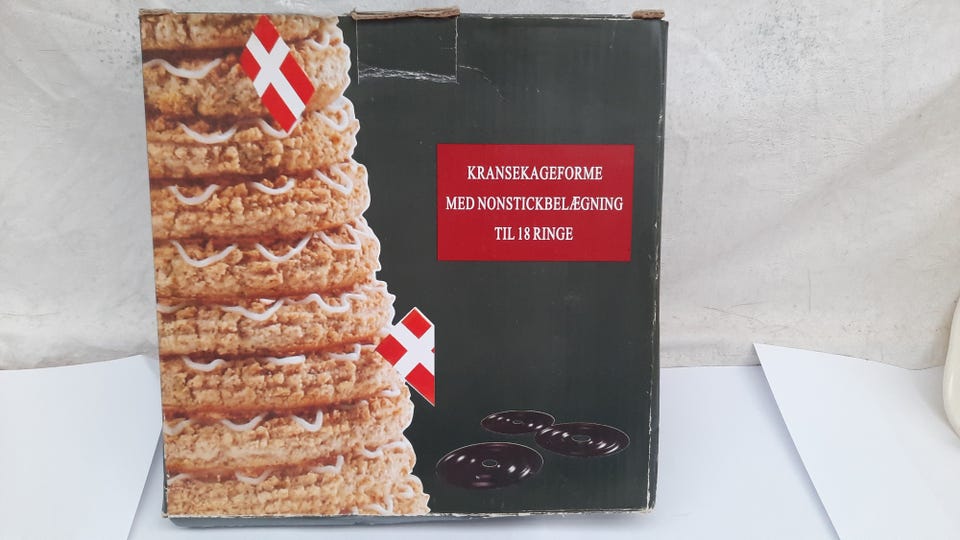 KRANSEKAGEFORME
MED NONSTICKBELÆGNING
TIL 18 RINGE